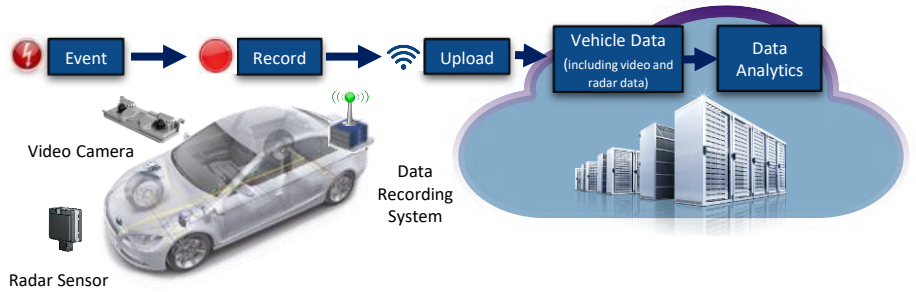 Event
Record
Upload
Vehicle Data
(including video and
radar data)
Data
Analytics
Video Camera
Data
Recording
System
Radar Sensor